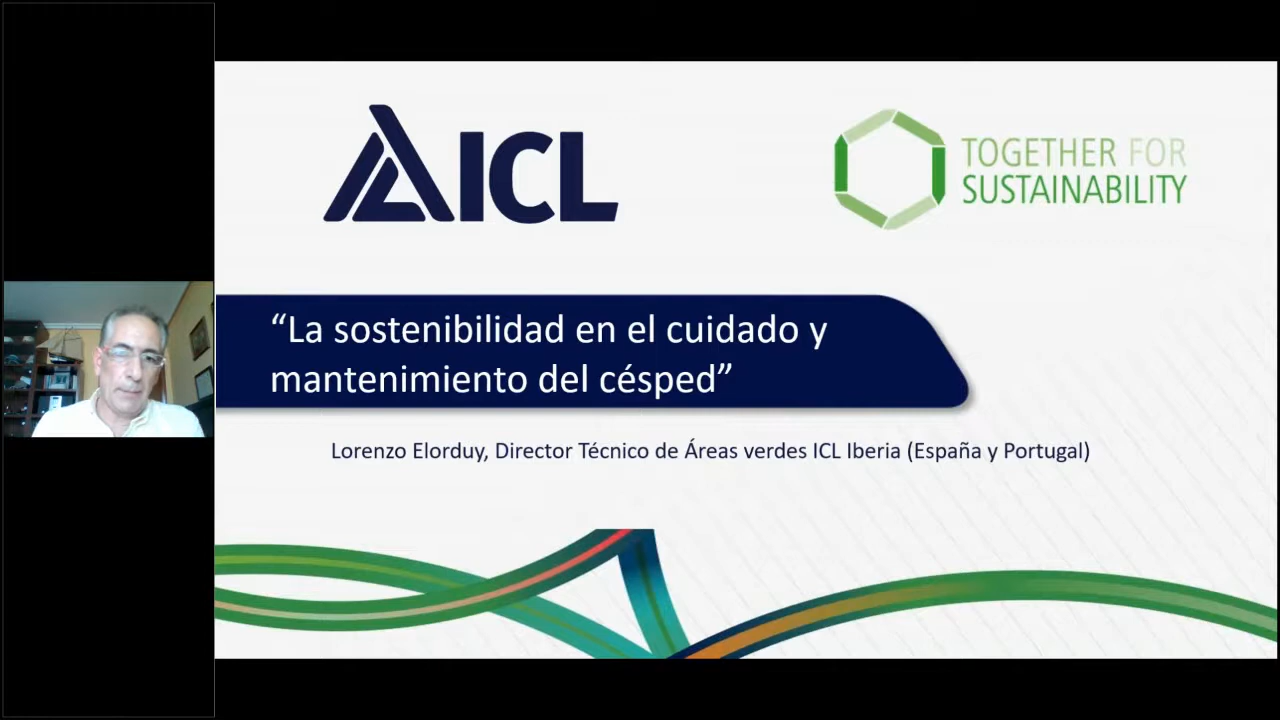 ICL
TOGETHER FOR
SUSTAINABILITY
“La sostenibilidad en el cuidado y
mantenimiento del césped”
Lorenzo Elorduy, Director Técnico de Áreas verdes ICL Iberia (España y Portugal)